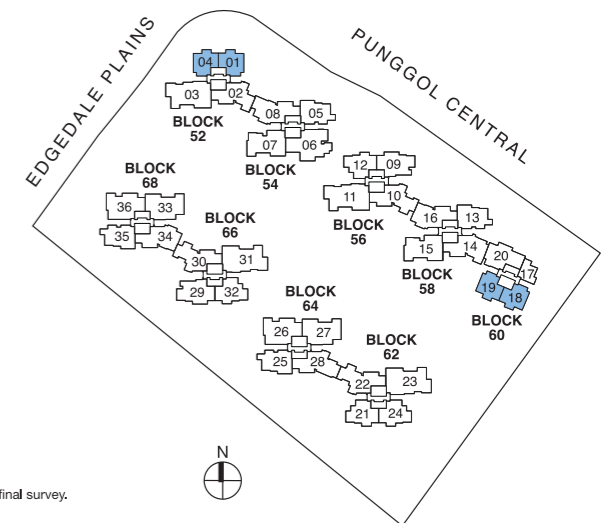 EDGEDALE PLAINS
PUNGGOL CENTRAL
04 01
03 02
BLOCK
52
08 05
07 06
BLOCK
54
12 09
11 10
BLOCK
56
16 13
15 14
BLOCK
58
20 17
19 18
BLOCK
60
BLOCK
68
36 33
35 34
BLOCK
66
30 31
29 32
BLOCK
64
26 27
25 28
BLOCK
62
22 23
21 24
N
final survey.